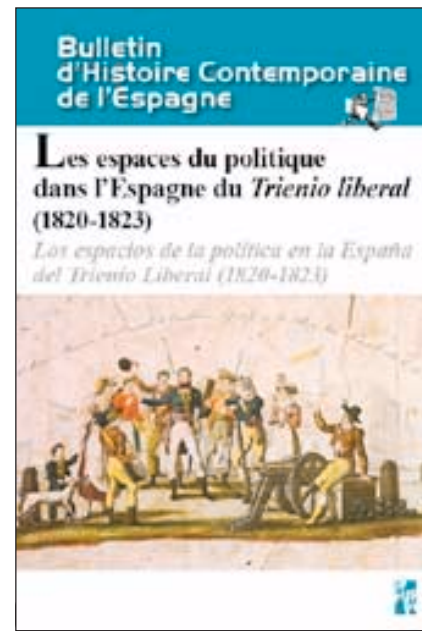 Bulletin
d'Histoire Contemporaine
de l'Espagne
Les espaces du politique
dans l'Espagne du Trienio liberal
(1820-1823)
Los espacios de la política en la España
del Trienio Liberal (1820-1823)